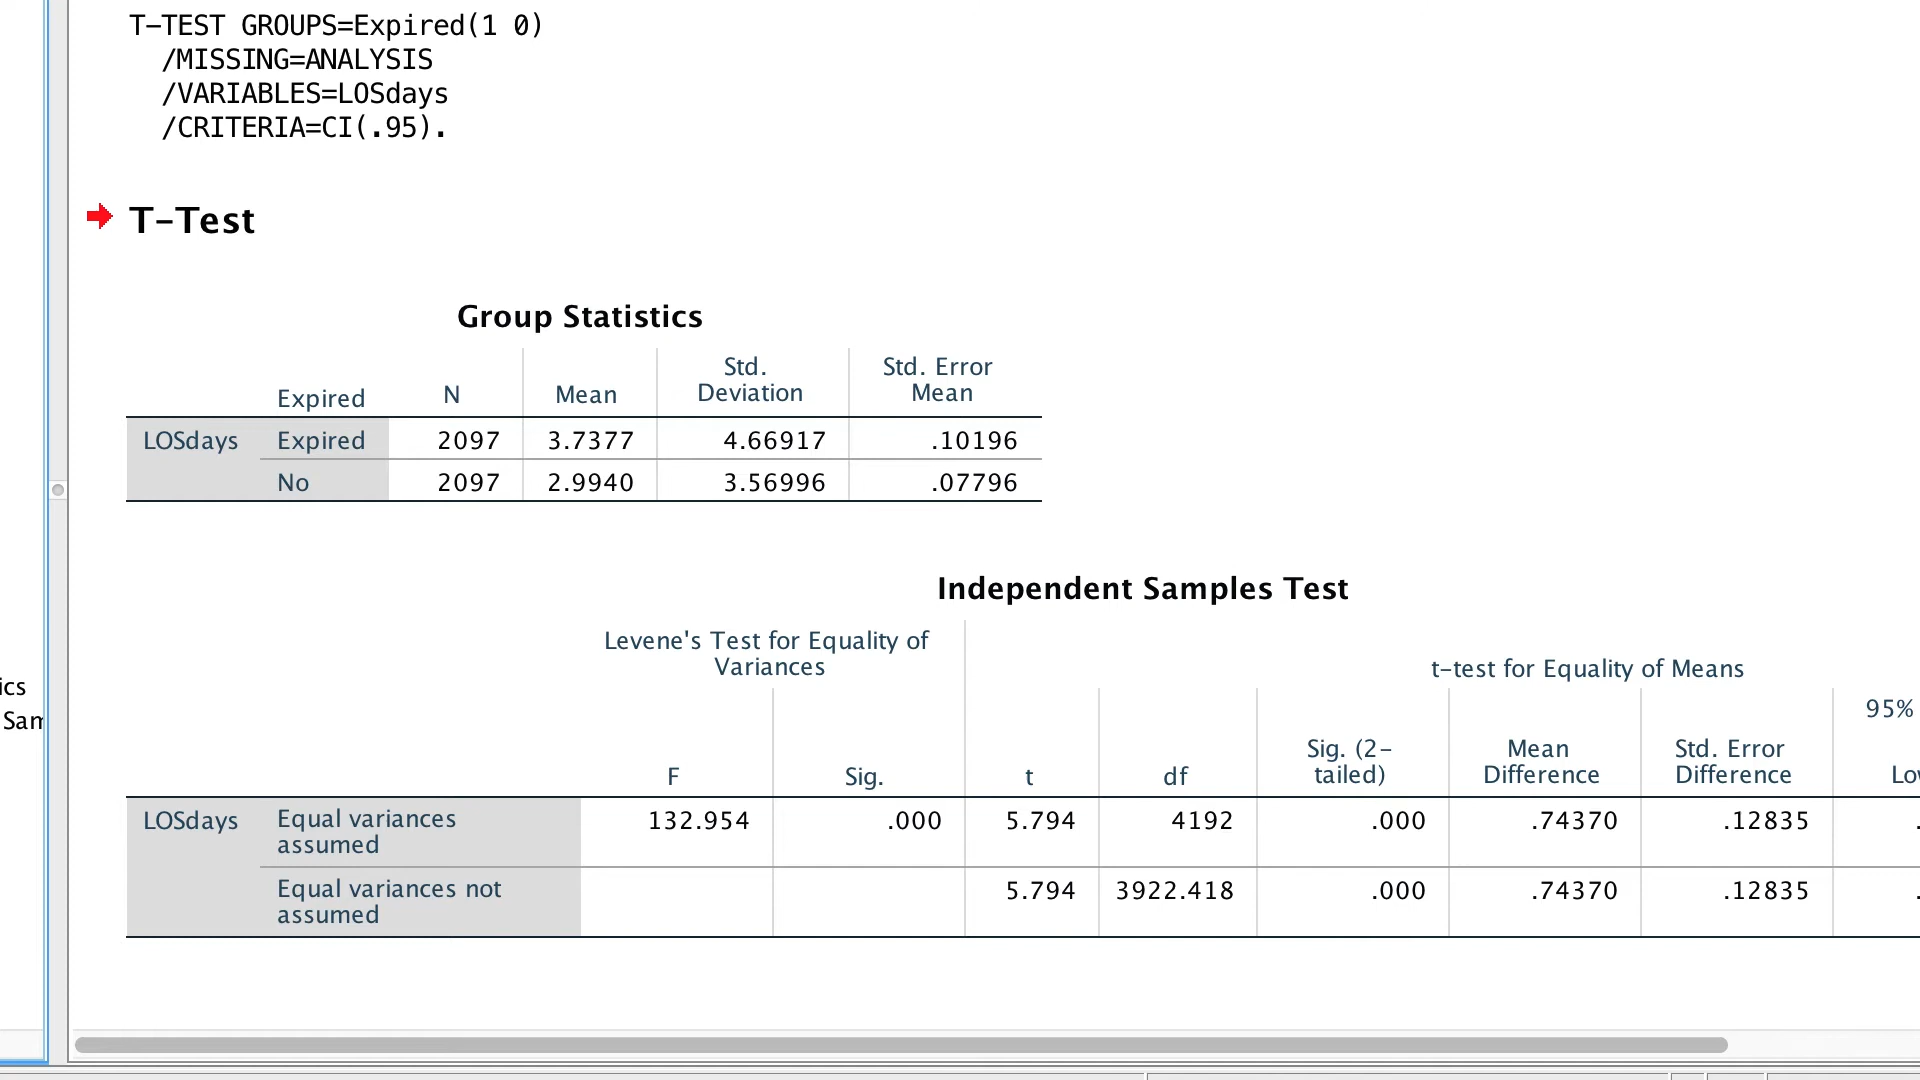 T-TEST GROUPS=Expired(1 0)
/MISSING=ANALYSIS
/VARIABLES=LOSdays
/CRITERIA=CI(.95).
T-Test
Group Statistics
Expired N Mean Std. Deviation Std. Error Mean
LOSdays Expired 2097 3.7377 4.66917 .10196
No 2097 2.9940 3.56996 .07796
Independent Samples Test
Levene's Test for Equality of Variances
t-test for Equality of Means
95%
F Sig. t df Sig. (2-tailed) Mean Difference Std. Error Difference
LOSdays Equal variances assumed 132.954 .000 5.794 4192 .000 .74370 .12835
Equal variances not assumed 5.794 3922.418 .000 .74370 .12835
ics
Sam